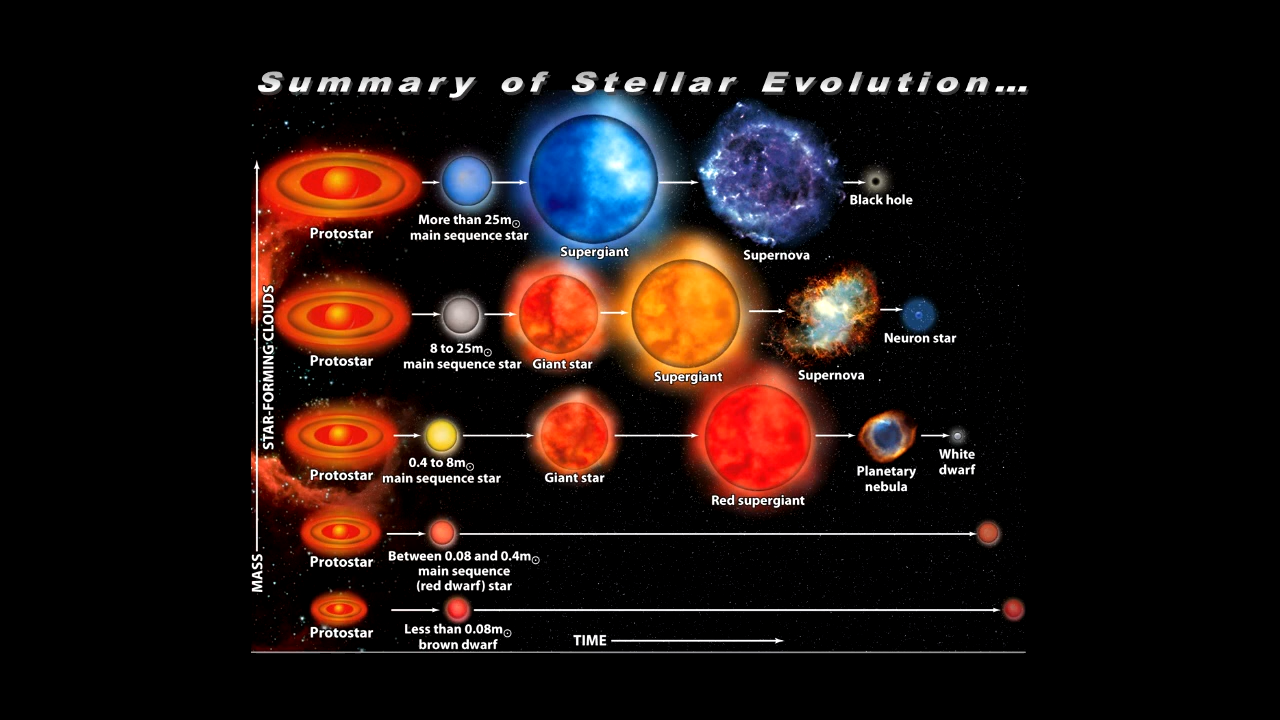 Summary of Stellar Evolution...
Protostar
More than 25m☉
main sequence star
Supergiant
Supernova
Black hole
STAR-FORMING CLOUDS
Protostar
8 to 25m☉
main sequence star
Giant star
Supergiant
Supernova
Neuron star
Protostar
0.4 to 8m☉
main sequence star
Giant star
Red supergiant
Planetary
nebula
White
dwarf
MASS
Protostar
Between 0.08 and 0.4m☉
main sequence
(red dwarf) star
Protostar
Less than 0.08m☉
brown dwarf
TIME